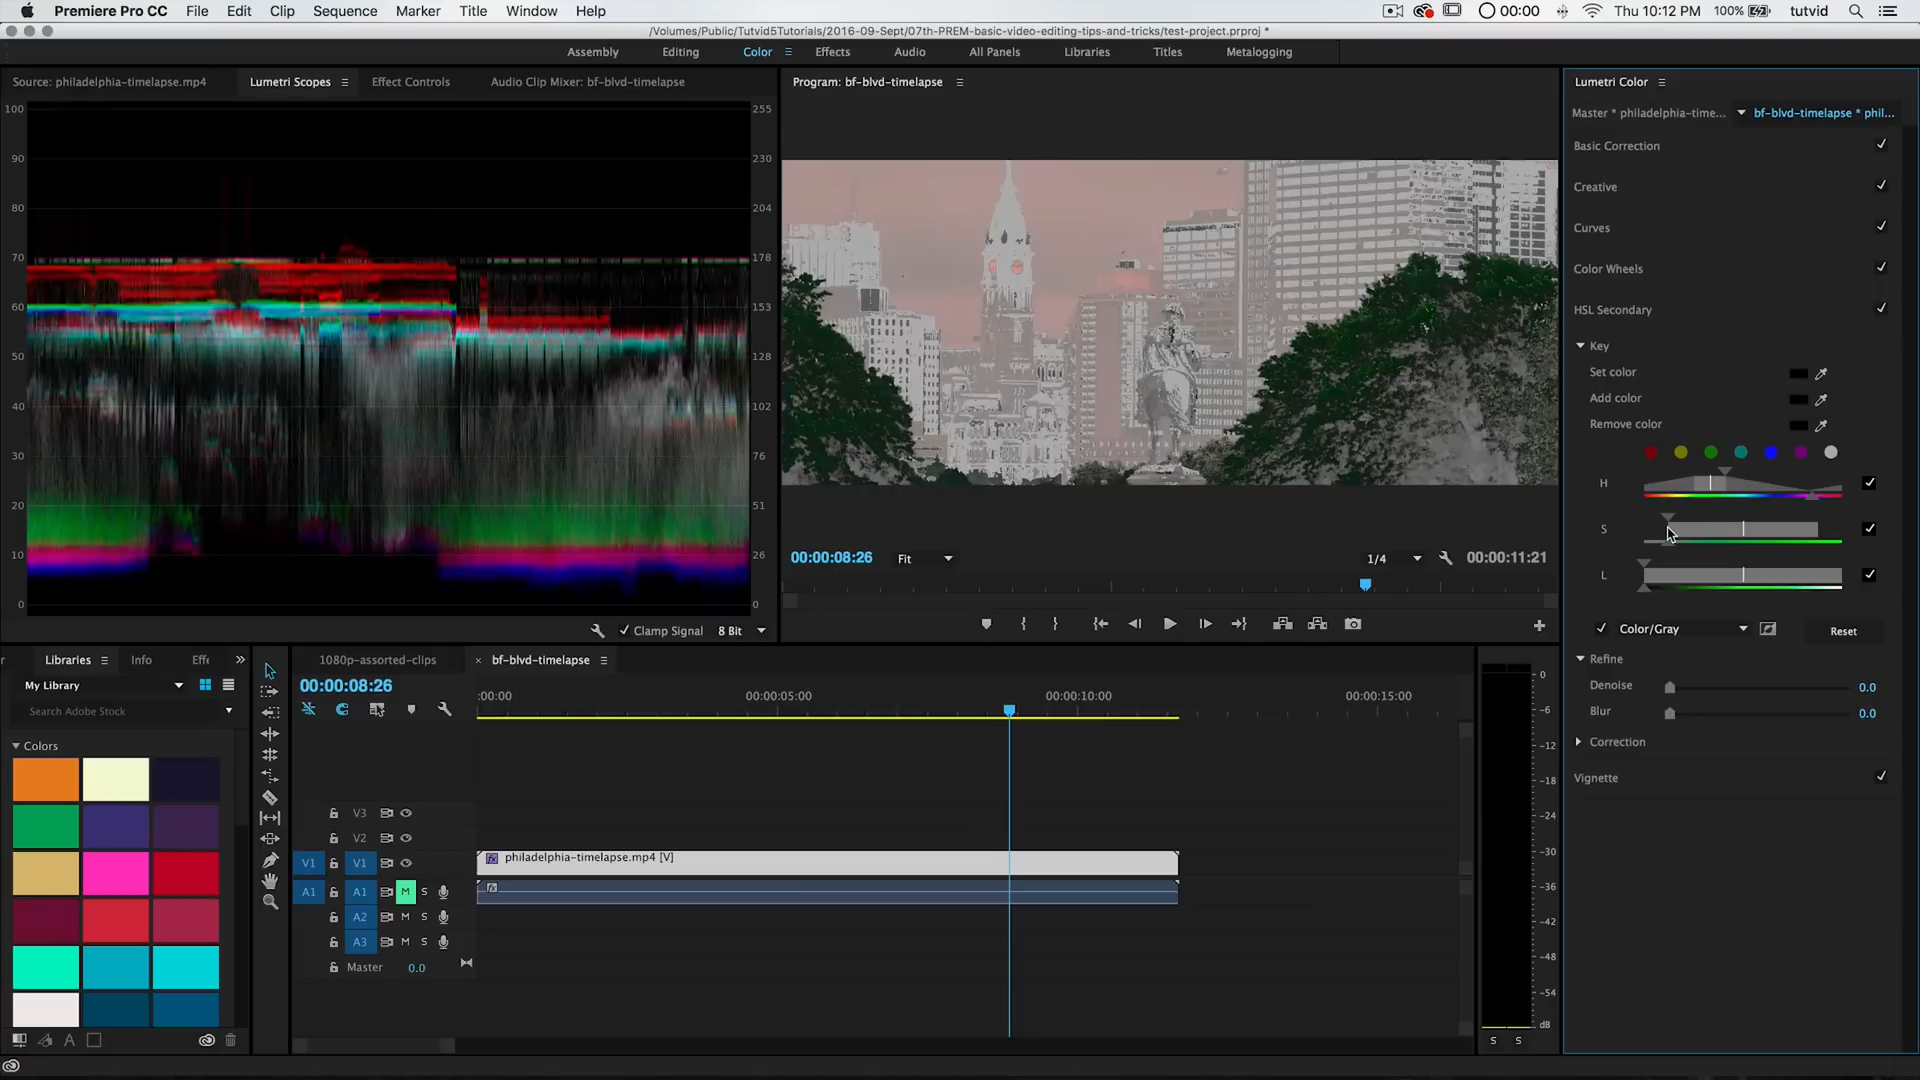 Premiere Pro CC File Edit Clip Sequence Marker Title Window Help 00:00 Thu 10:12 PM 100% tutvid
/Volumes/Public/Tutvid5Tutorials/2016-09-Sept/07th-PREM-basic-video-editing-tips-and-tricks/test-project.prproj *
Assembly Editing Color Effects Audio All Panels Libraries Titles Metalogging
Source: philadelphia-timelapse.mp4 Lumetri Scopes Effect Controls Audio Clip Mixer: bf-blvd-timelapse
Program: bf-blvd-timelapse
Lumetri Color
Master * philadelphia-time... bf-blvd-timelapse * phil...
Basic Correction
Creative
Curves
Color Wheels
HSL Secondary
Key
Set color
Add color
Remove color
H
S
L
Color/Gray Reset
Refine
Denoise 0.0
Blur 0.0
Correction
Vignette
100 255
90 230
80 204
70 178
60 153
50 128
40 102
30 76
20 51
10 26
0 0
Clamp Signal 8 Bit
00:00:08:26 Fit 1/4 00:00:11:21
Libraries Info Effe
My Library
Search Adobe Stock
Colors
1080p-assorted-clips × bf-blvd-timelapse
00:00:08:26
:00:00 00:00:05:00 00:00:10:00 00:00:15:00
V3
V2
V1 V1 philadelphia-timelapse.mp4 [V]
A1 A1 M S fx
A2 M S
A3 M S
Master 0.0
0
-6
-12
-18
-24
-30
-36
-42
-48
-54
dB
S S